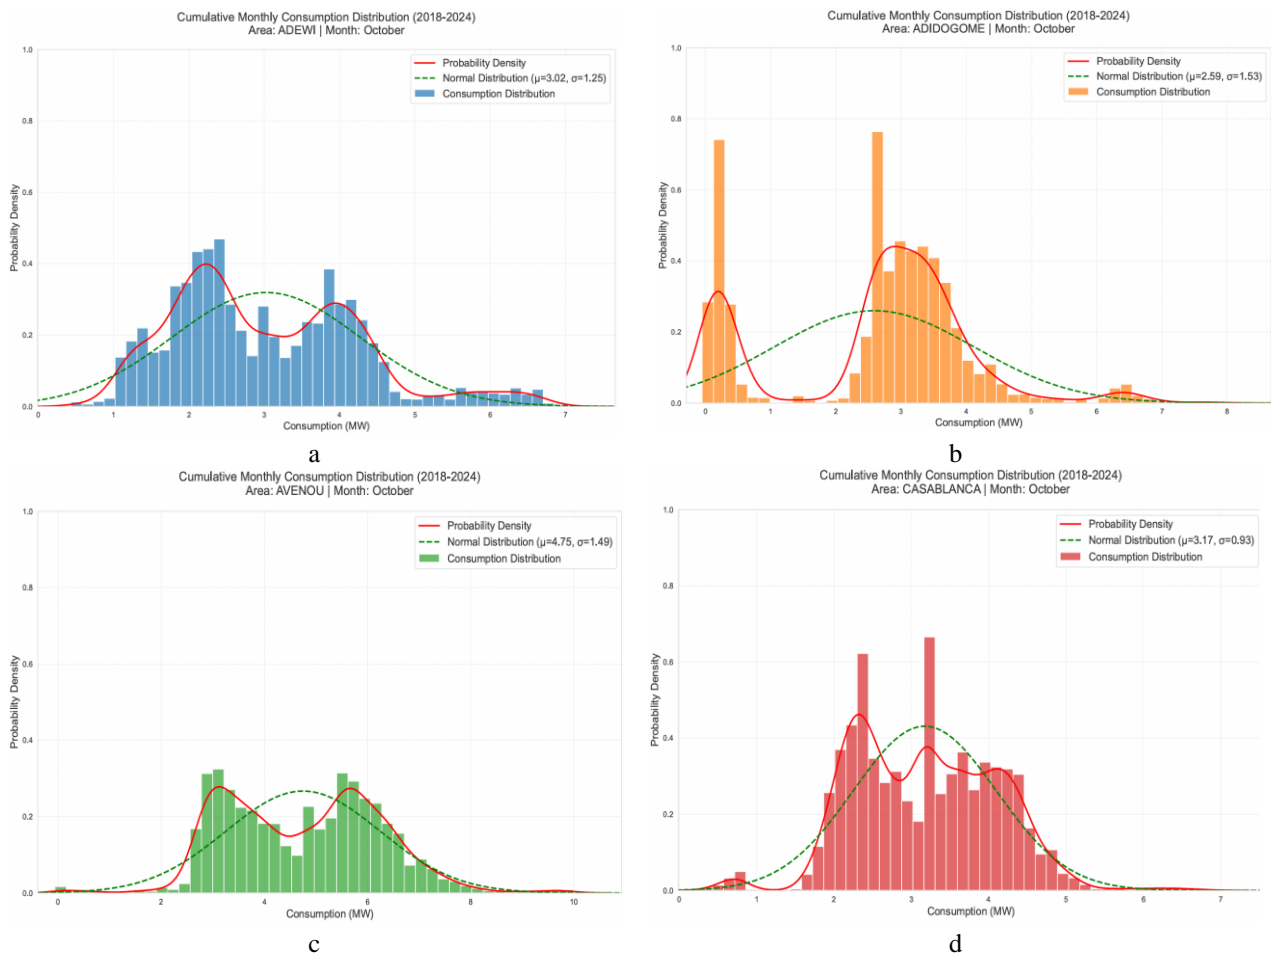 Cumulative Monthly Consumption Distribution (2018-2024)
Area: ADEWI | Month: October
1.0
0.8
0.6
0.4
0.2
0.0
Probability Density
Probability Density
Normal Distribution (μ=3.02, σ=1.25)
Consumption Distribution
0 1 2 3 4 5 6 7
Consumption (MW)
a
Cumulative Monthly Consumption Distribution (2018-2024)
Area: ADIDOGOME | Month: October
1.0
0.8
0.6
0.4
0.2
0.0
Probability Density
Probability Density
Normal Distribution (μ=2.59, σ=1.53)
Consumption Distribution
0 1 2 3 4 5 6 7 8
Consumption (MW)
b
Cumulative Monthly Consumption Distribution (2018-2024)
Area: AVENOU | Month: October
1.0
0.8
0.6
0.4
0.2
0.0
Probability Density
Probability Density
Normal Distribution (μ=4.75, σ=1.49)
Consumption Distribution
0 2 4 6 8 10
Consumption (MW)
c
Cumulative Monthly Consumption Distribution (2018-2024)
Area: CASABLANCA | Month: October
1.0
0.8
0.6
0.4
0.2
0.0
Probability Density
Probability Density
Normal Distribution (μ=3.17, σ=0.93)
Consumption Distribution
0 1 2 3 4 5 6 7
Consumption (MW)
d